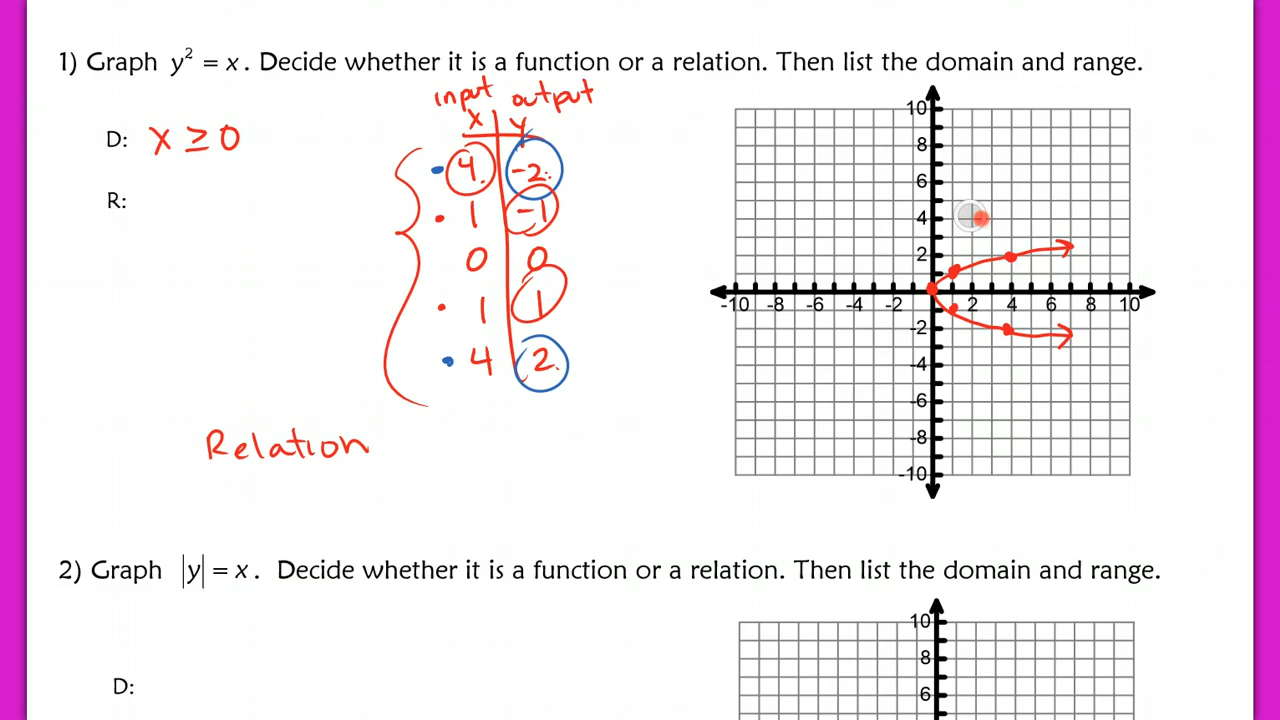 1) Graph y² = x. Decide whether it is a function or a relation. Then list the domain and range.
input output
x y
D: x ≥ 0
4 -2
R:
1 -1
0 0
1 1
4 2
Relation
10
8
6
4
2
-10 -8 -6 -4 -2 2 4 6 8 10
-2
-4
-6
-8
-10
2) Graph |y| = x. Decide whether it is a function or a relation. Then list the domain and range.
10
8
D:
6